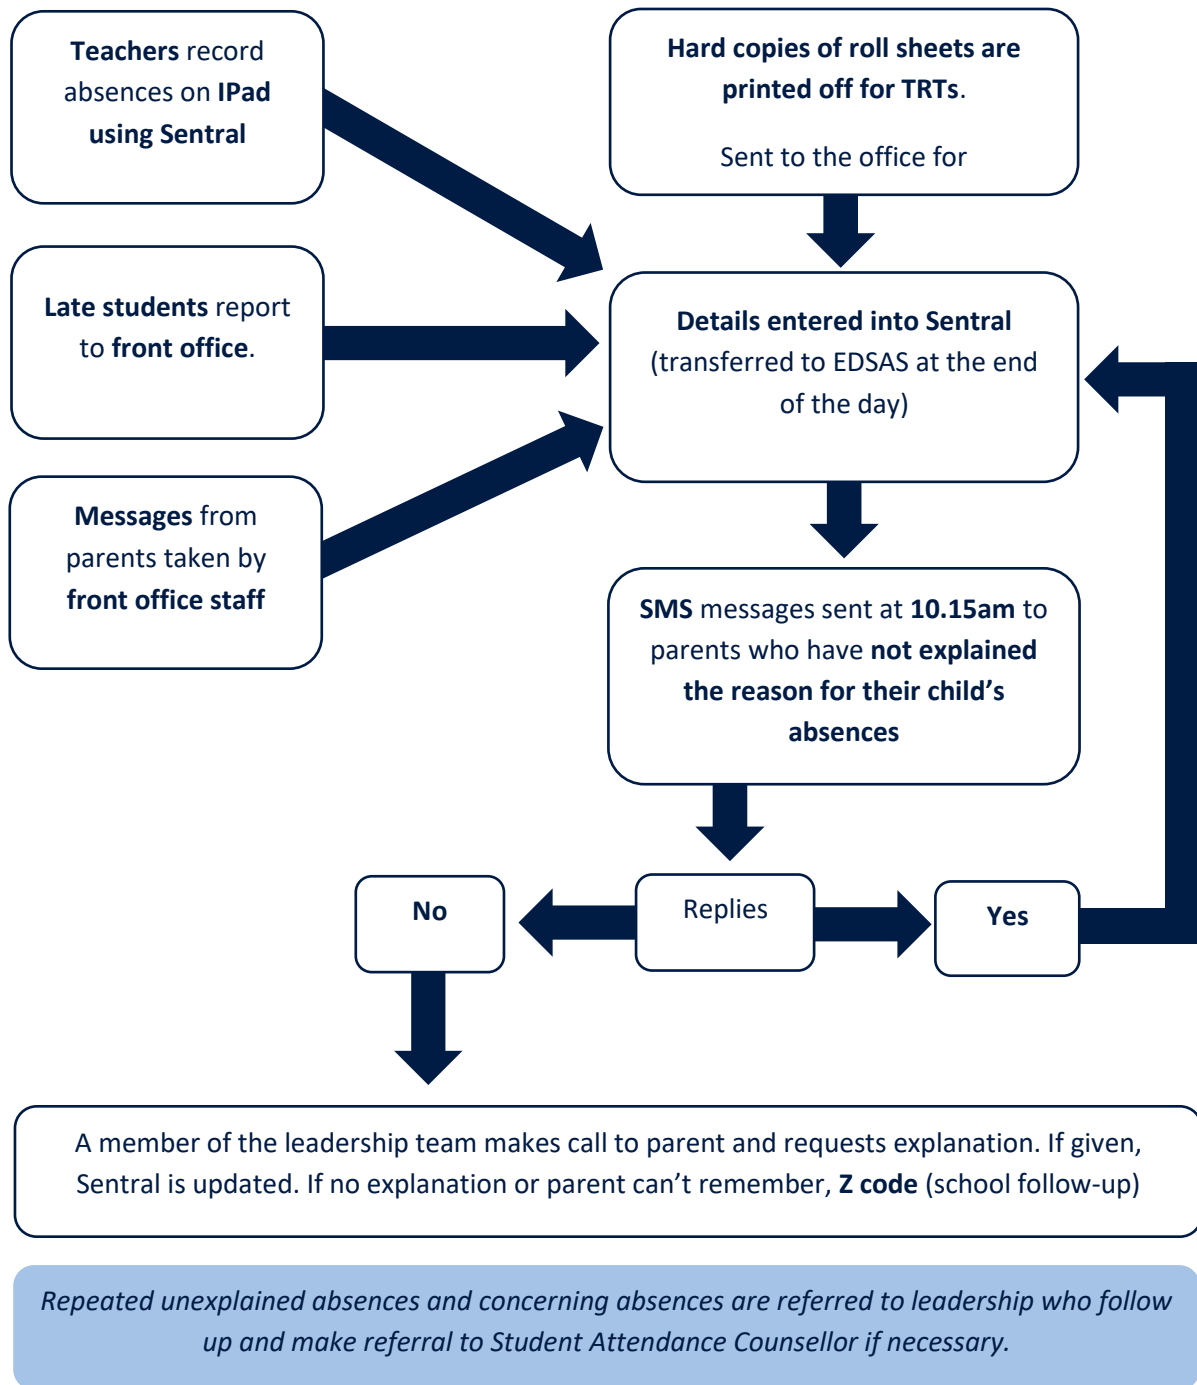 Teachers record
absences on IPad
using Sentral
Hard copies of roll sheets are
printed off for TRTs.
Sent to the office for
Late students report
to front office.
Details entered into Sentral
(transferred to EDSAS at the end
of the day)
Messages from
parents taken by
front office staff
SMS messages sent at 10.15am to
parents who have not explained
the reason for their child’s
absences
No
Replies
Yes
A member of the leadership team makes call to parent and requests explanation. If given,
Sentral is updated. If no explanation or parent can’t remember, Z code (school follow-up)
Repeated unexplained absences and concerning absences are referred to leadership who follow
up and make referral to Student Attendance Counsellor if necessary.